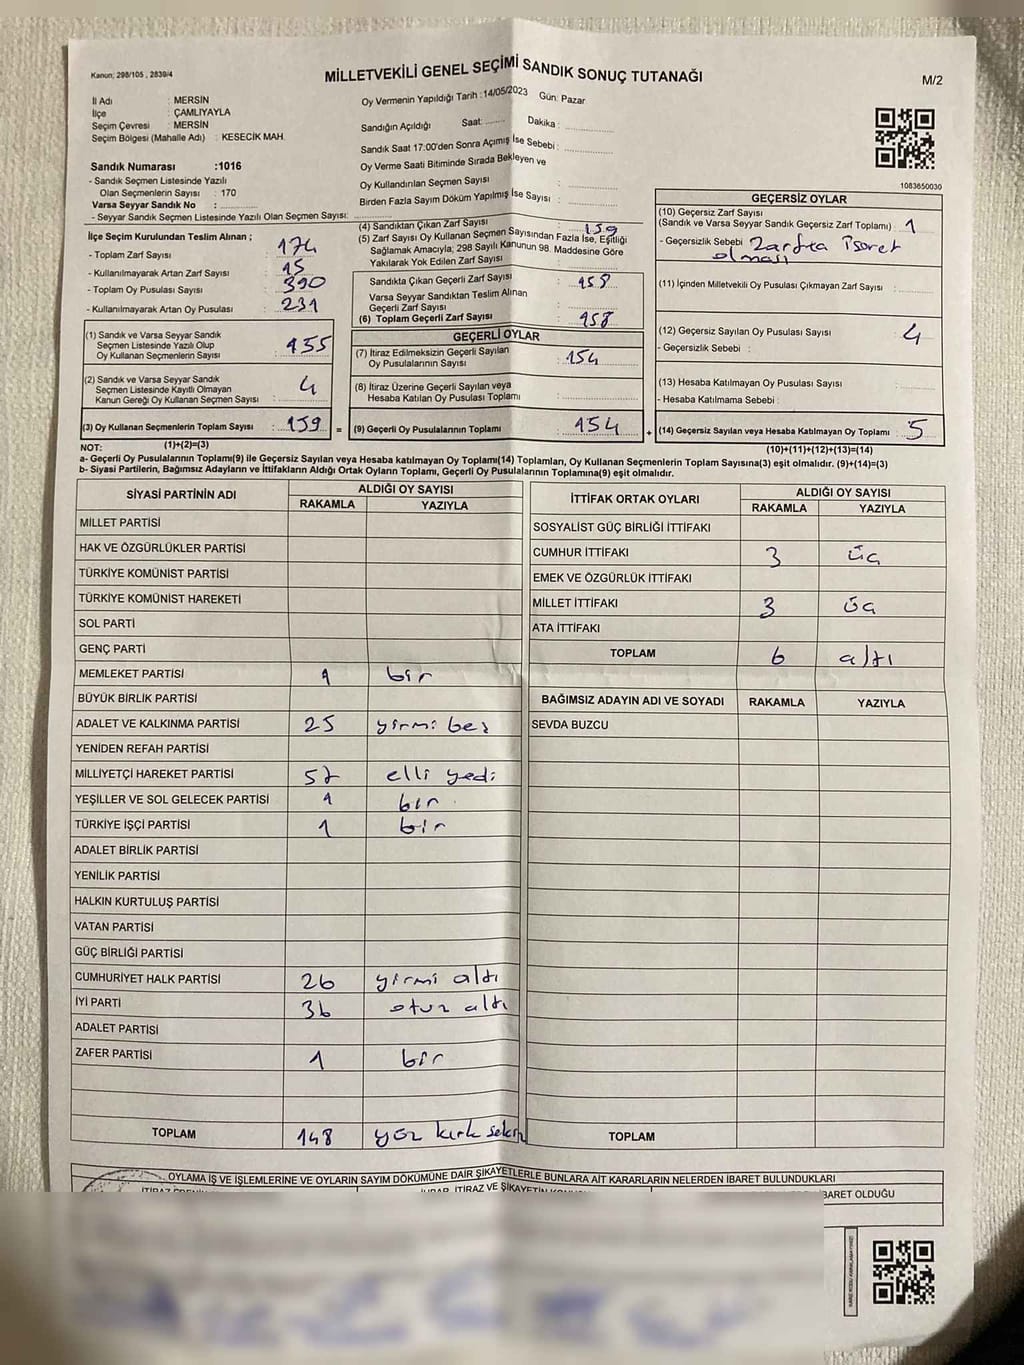 Kanun; 298/105 , 2839/4
MİLLETVEKİLİ GENEL SEÇİMİ SANDIK SONUÇ TUTANAĞI
M/2
İl Adı : MERSİN
İlçe : ÇAMLIYAYLA
Seçim Çevresi : MERSİN
Seçim Bölgesi (Mahalle Adı) : KESECİK MAH.
Oy Vermenin Yapıldığı Tarih :14/05/2023 Gün: Pazar
Sandığın Açıldığı Saat: Dakika :
Sandık Saat 17:00'den Sonra Açımış İse Sebebi :
Oy Verme Saati Bitiminde Sırada Bekleyen ve
Oy Kullandırılan Seçmen Sayısı :
Birden Fazla Sayım Döküm Yapılmış İse Sayısı :
Sandık Numarası :1016
- Sandık Seçmen Listesinde Yazılı
Olan Seçmenlerin Sayısı : 170
Varsa Seyyar Sandık No :
- Seyyar Sandık Seçmen Listesinde Yazılı Olan Seçmen Sayısı:
1083650030
İlçe Seçim Kurulundan Teslim Alınan ;
- Toplam Zarf Sayısı : 174
- Kullanılmayarak Artan Zarf Sayısı : 15
- Toplam Oy Pusulası Sayısı : 390
- Kullanılmayarak Artan Oy Pusulası : 231
(4) Sandıktan Çıkan Zarf Sayısı : 159
(5) Zarf Sayısı Oy Kullanan Seçmen Sayısından Fazla İse, Eşitliği
Sağlamak Amacıyla; 298 Sayılı Kanunun 98. Maddesine Göre
Yakılarak Yok Edilen Zarf Sayısı :
Sandıkta Çıkan Geçerli Zarf Sayısı : 158
Varsa Seyyar Sandıktan Teslim Alınan
Geçerli Zarf Sayısı :
(6) Toplam Geçerli Zarf Sayısı : 158
GEÇERSİZ OYLAR
(10) Geçersiz Zarf Sayısı
(Sandık ve Varsa Seyyar Sandık Geçersiz Zarf Toplamı) : 1
- Geçersizlik Sebebi : Zarfta işaret
olması
(11) İçinden Milletvekili Oy Pusulası Çıkmayan Zarf Sayısı :
(12) Geçersiz Sayılan Oy Pusulası Sayısı : 4
- Geçersizlik Sebebi :
(13) Hesaba Katılmayan Oy Pusulası Sayısı :
- Hesaba Katılmama Sebebi :
(14) Geçersiz Sayılan veya Hesaba Katılmayan Oy Toplamı : 5
(10)+(11)+(12)+(13)=(14)
(1) Sandık ve Varsa Seyyar Sandık
Seçmen Listesinde Yazılı Olup
Oy Kullanan Seçmenlerin Sayısı : 155
(2) Sandık ve Varsa Seyyar Sandık
Seçmen Listesinde Kayıtlı Olmayan
Kanun Gereği Oy Kullanan Seçmen Sayısı : 4
(3) Oy Kullanan Seçmenlerin Toplam Sayısı : 159 =
GEÇERLİ OYLAR
(7) İtiraz Edilmeksizin Geçerli Sayılan
Oy Pusulalarının Sayısı : 154
(8) İtiraz Üzerine Geçerli Sayılan veya
Hesaba Katılan Oy Pusulası Toplamı :
(9) Geçerli Oy Pusulalarının Toplamı : 154 +
NOT: (1)+(2)=(3)
a- Geçerli Oy Pusulalarının Toplamı(9) ile Geçersiz Sayılan veya Hesaba katılmayan Oy Toplamı(14) Toplamları, Oy Kullanan Seçmenlerin Toplam Sayısına(3) eşit olmalıdır. (9)+(14)=(3)
b- Siyasi Partilerin, Bağımsız Adayların ve İttifakların Aldığı Ortak Oyların Toplamı, Geçerli Oy Pusulalarının Toplamına(9) eşit olmalıdır.
SİYASİ PARTİNİN ADI ALDIĞI OY SAYISI
RAKAMLA YAZIYLA
MİLLET PARTİSİ
HAK VE ÖZGÜRLÜKLER PARTİSİ
TÜRKİYE KOMÜNİST PARTİSİ
TÜRKİYE KOMÜNİST HAREKETİ
SOL PARTİ
GENÇ PARTİ
MEMLEKET PARTİSİ 1 bir
BÜYÜK BİRLİK PARTİSİ
ADALET VE KALKINMA PARTİSİ 25 yirmi beş
YENİDEN REFAH PARTİSİ
MİLLİYETÇİ HAREKET PARTİSİ 57 elli yedi
YEŞİLLER VE SOL GELECEK PARTİSİ 1 bir
TÜRKİYE İŞÇİ PARTİSİ 1 bir
ADALET BİRLİK PARTİSİ
YENİLİK PARTİSİ
HALKIN KURTULUŞ PARTİSİ
VATAN PARTİSİ
GÜÇ BİRLİĞİ PARTİSİ
CUMHURİYET HALK PARTİSİ 26 yirmi altı
İYİ PARTİ 36 otuz altı
ADALET PARTİSİ
ZAFER PARTİSİ 1 bir
TOPLAM 148 yüz kırk sekiz
İTTİFAK ORTAK OYLARI ALDIĞI OY SAYISI
RAKAMLA YAZIYLA
SOSYALİST GÜÇ BİRLİĞİ İTTİFAKI
CUMHUR İTTİFAKI 3 üç
EMEK VE ÖZGÜRLÜK İTTİFAKI
MİLLET İTTİFAKI 3 üç
ATA İTTİFAKI
TOPLAM 6 altı
BAĞIMSIZ ADAYIN ADI VE SOYADI RAKAMLA YAZIYLA
SEVDA BUZCU
TOPLAM
OYLAMA İŞ VE İŞLEMLERİNE VE OYLARIN SAYIM DÖKÜMÜNE DAİR ŞİKAYETLERLE BUNLARA AİT KARARLARIN NELERDEN İBARET BULUNDUKLARI
İTİRAZ VE ŞİKAYETİN
İBARET OLDUĞU